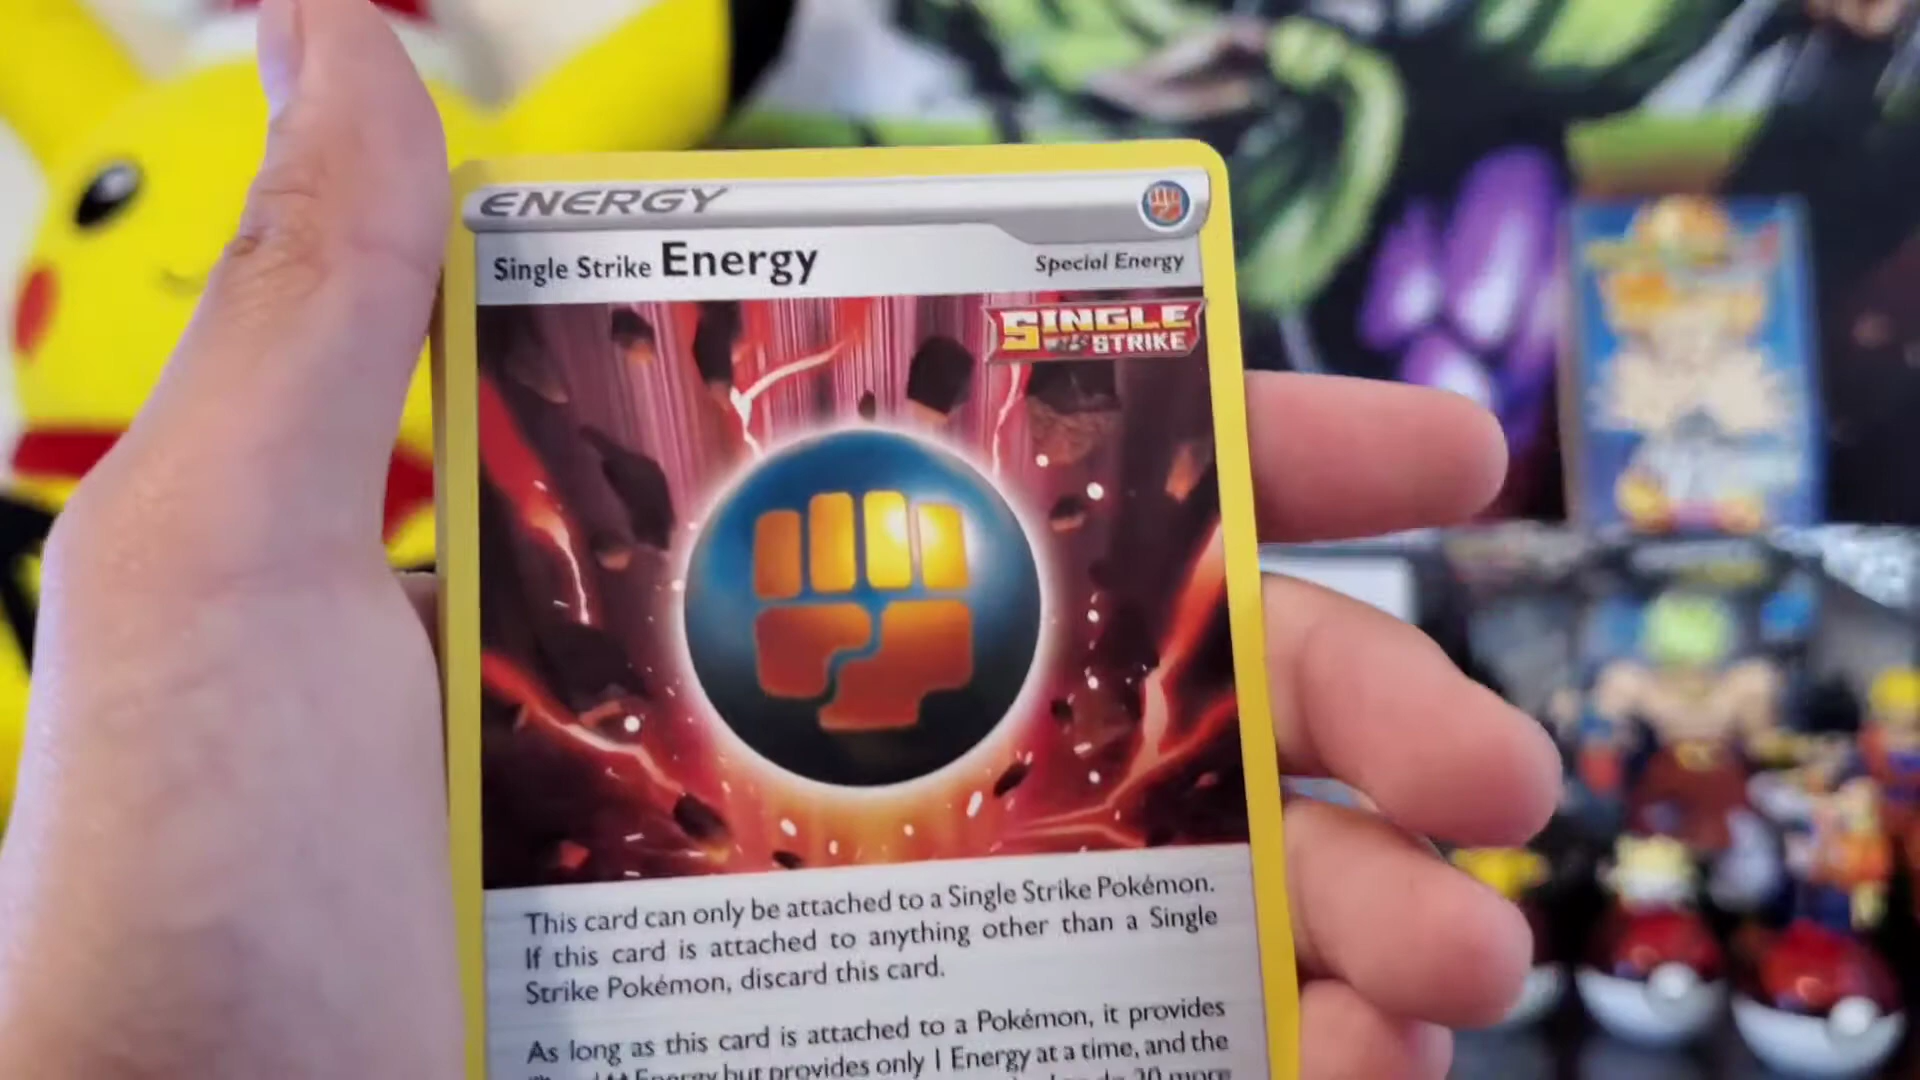 ENERGY
Single Strike Energy
Special Energy
SINGLE
STRIKE
This card can only be attached to a Single Strike Pokémon.
If this card is attached to anything other than a Single
Strike Pokémon, discard this card.
As long as this card is attached to a Pokémon, it provides
Energy but provides only 1 Energy at a time, and the
20 more